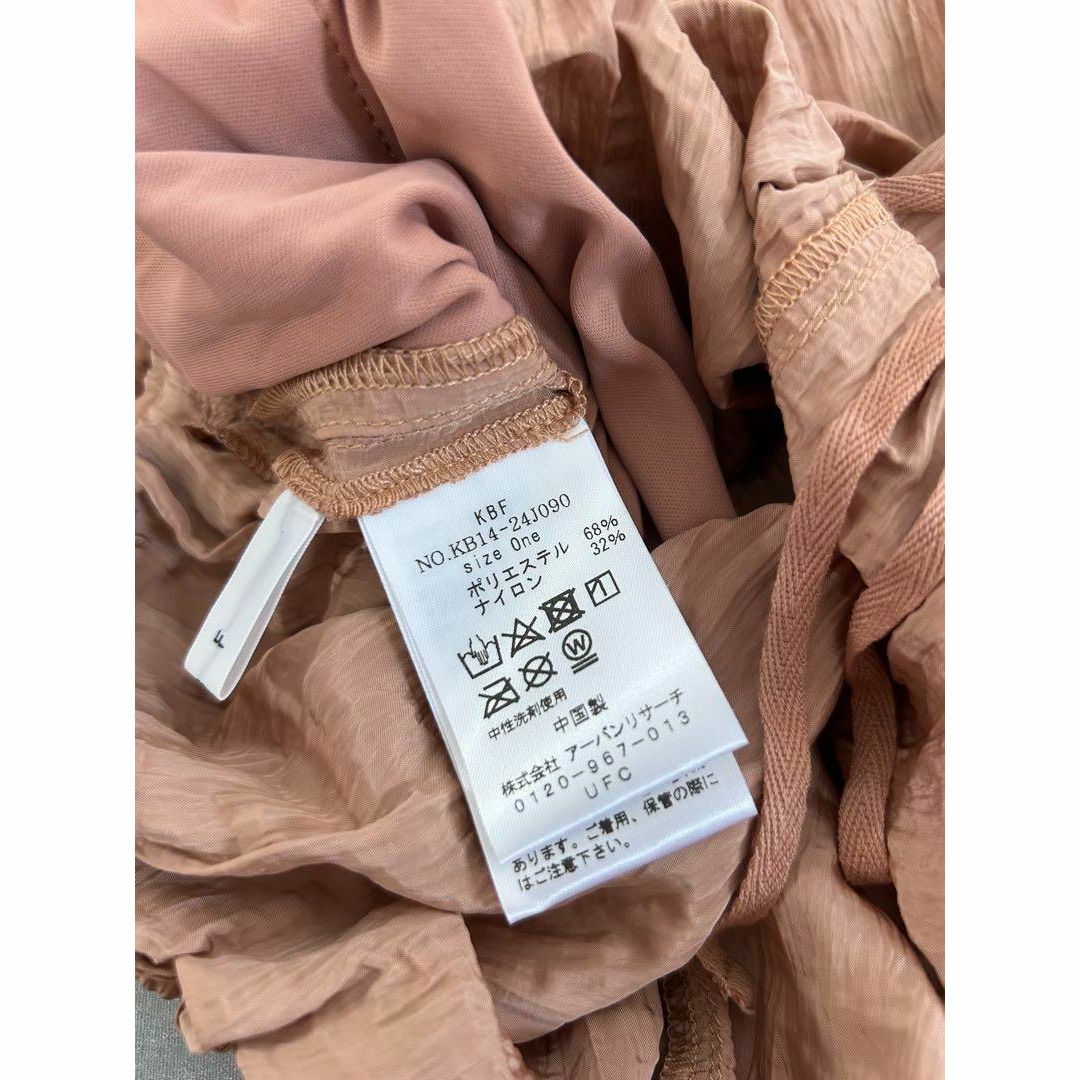 KBF
NO.KB14-24J090
size One
ポリエステル 68%
ナイロン 32%
W
中性洗剤使用
中国製
株式会社 アーバンリサーチ
0120-967-013
UFC
あります。ご着用、保管の際に
はご注意下さい。
F